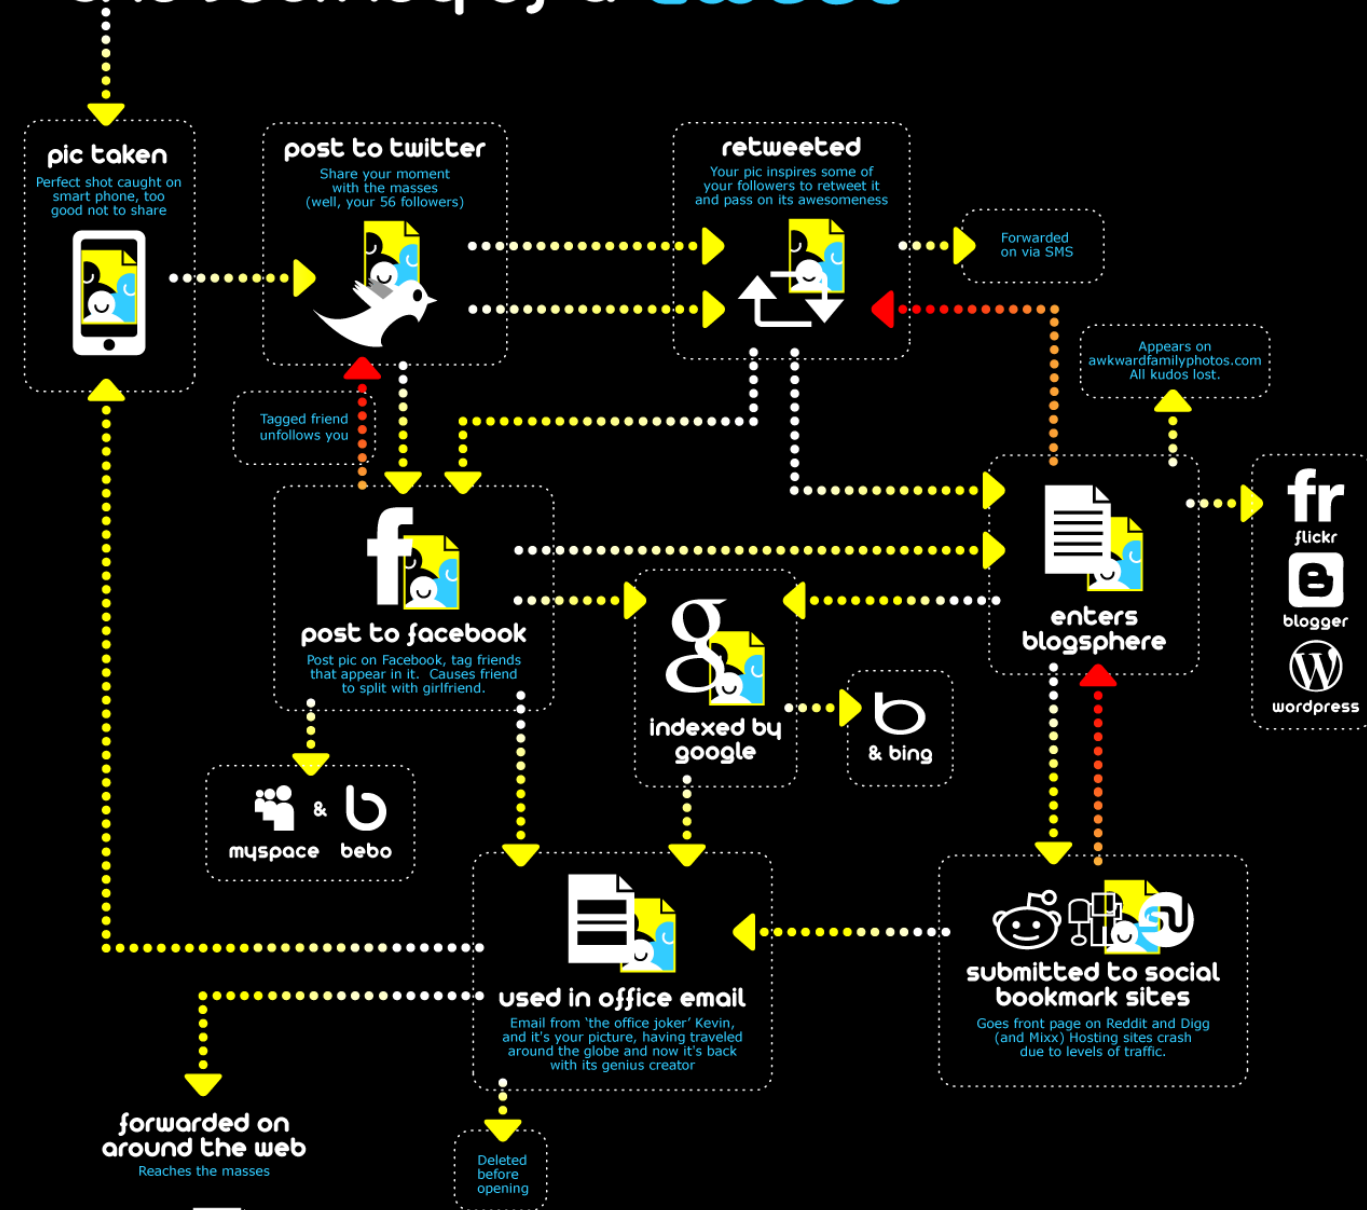 the journey of a tweet
pic taken
Perfect shot caught on
smart phone, too
good not to share
post to twitter
Share your moment
with the masses
(well, your 56 followers)
retweeted
Your pic inspires some of
your followers to retweet it
and pass on its awesomeness
Forwarded
on via SMS
Appears on
awkwardfamilyphotos.com
All kudos lost.
Tagged friend
unfollows you
f
post to facebook
Post pic on Facebook, tag friends
that appear in it. Causes friend
to split with girlfriend.
g
indexed by
google
b
& bing
enters
blogsphere
fr
flickr
B
blogger
W
wordpress
& b
myspace bebo
used in office email
Email from ‘the office joker’ Kevin,
and it's your picture, having traveled
around the globe and now it's back
with its genius creator
SU
submitted to social
bookmark sites
Goes front page on Reddit and Digg
(and Mixx) Hosting sites crash
due to levels of traffic.
forwarded on
around the web
Reaches the masses
Deleted
before
opening